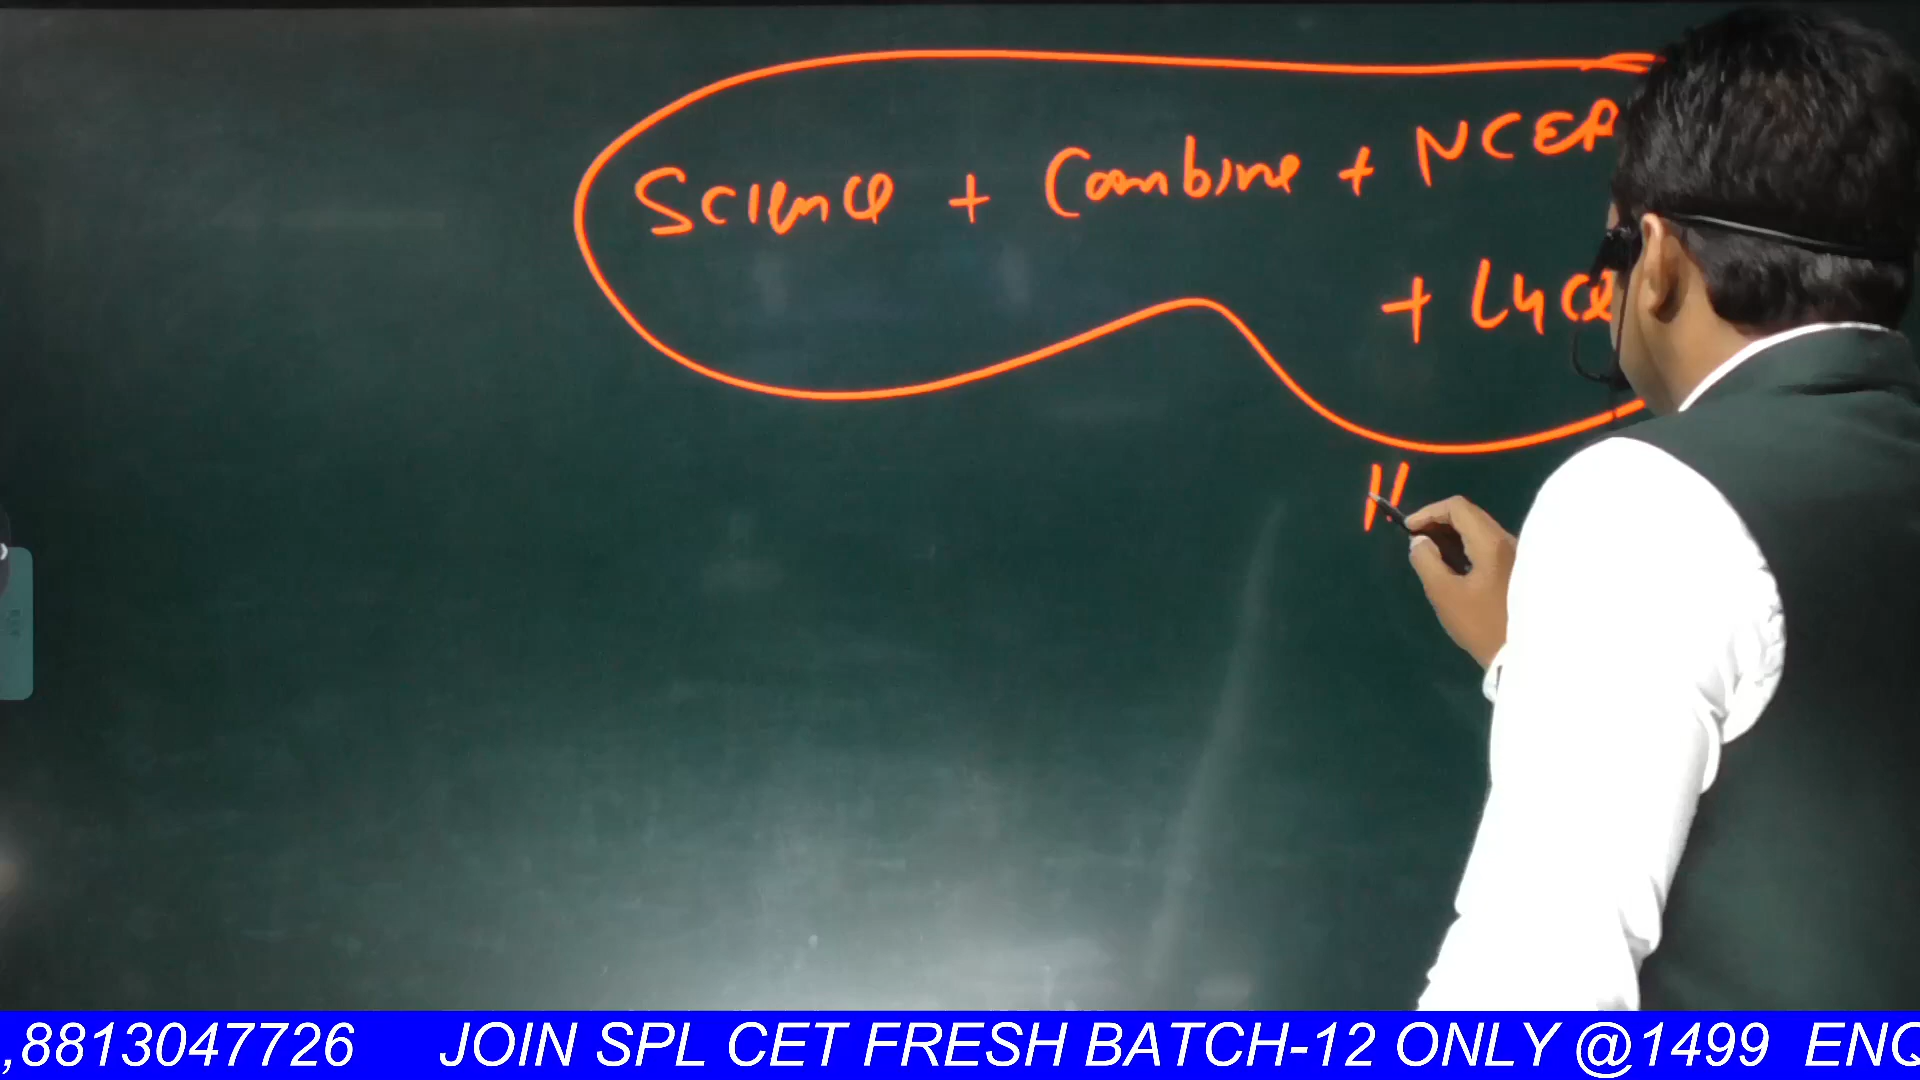 Science + Combine + NCER
+ Luce
,8813047726 JOIN SPL CET FRESH BATCH-12 ONLY @1499 ENQ